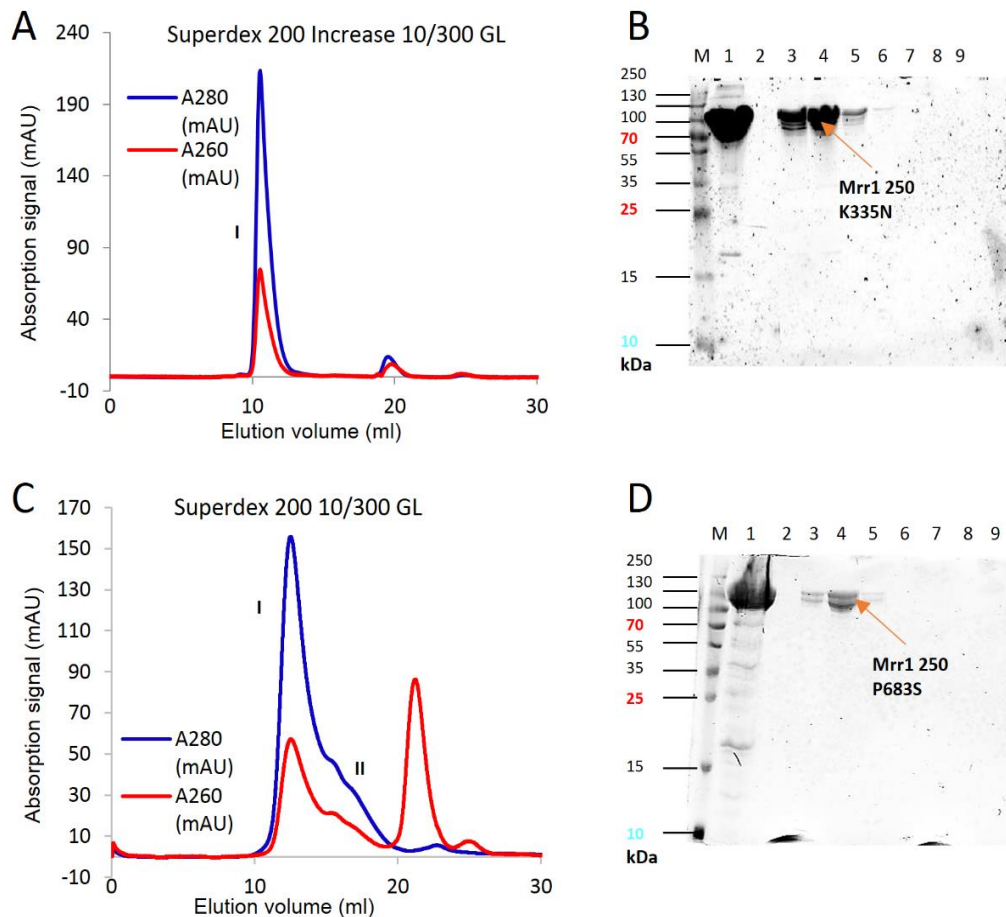 A
Superdex 200 Increase 10/300 GL
240
190
140
90
40
-10
Absorption signal (mAU)
A280
(mAU)
A260
(mAU)
I
0
10
20
30
Elution volume (ml)
B
M 1 2 3 4 5 6 7 8 9
250
130
100
70
55
35
25
15
10
kDa
Mrr1 250
K335N
C
Superdex 200 10/300 GL
170
150
130
110
90
70
50
30
10
-10
Absorption signal (mAU)
I
II
A280
(mAU)
A260
(mAU)
0
10
20
30
Elution volume (ml)
D
M 1 2 3 4 5 6 7 8 9
250
130
100
70
55
35
25
15
10
kDa
Mrr1 250
P683S